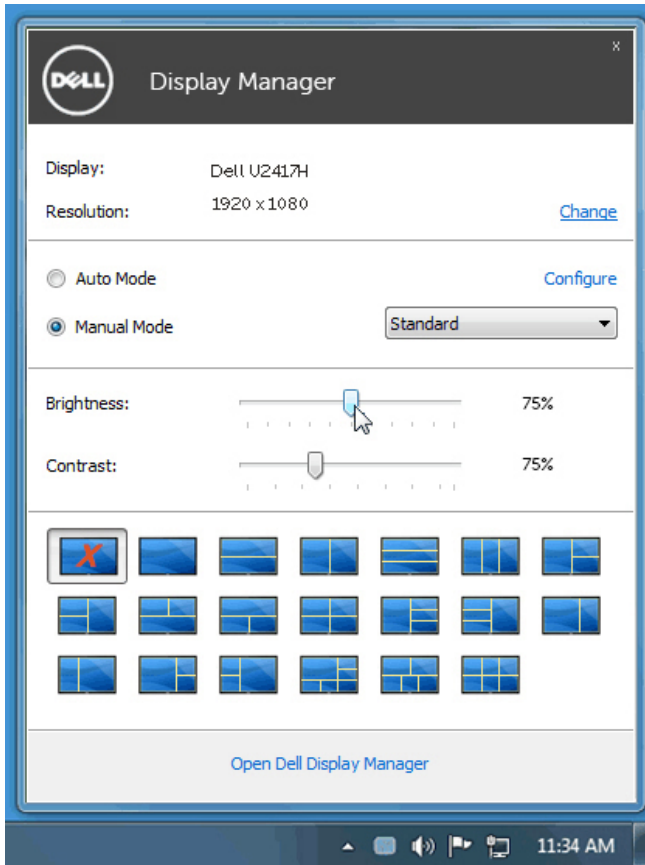 DELL Display Manager x
Display: Dell U2417H
Resolution: 1920 x 1080 Change
Auto Mode Configure
Manual Mode Standard
Brightness: 75%
Contrast: 75%
X
Open Dell Display Manager
11:34 AM